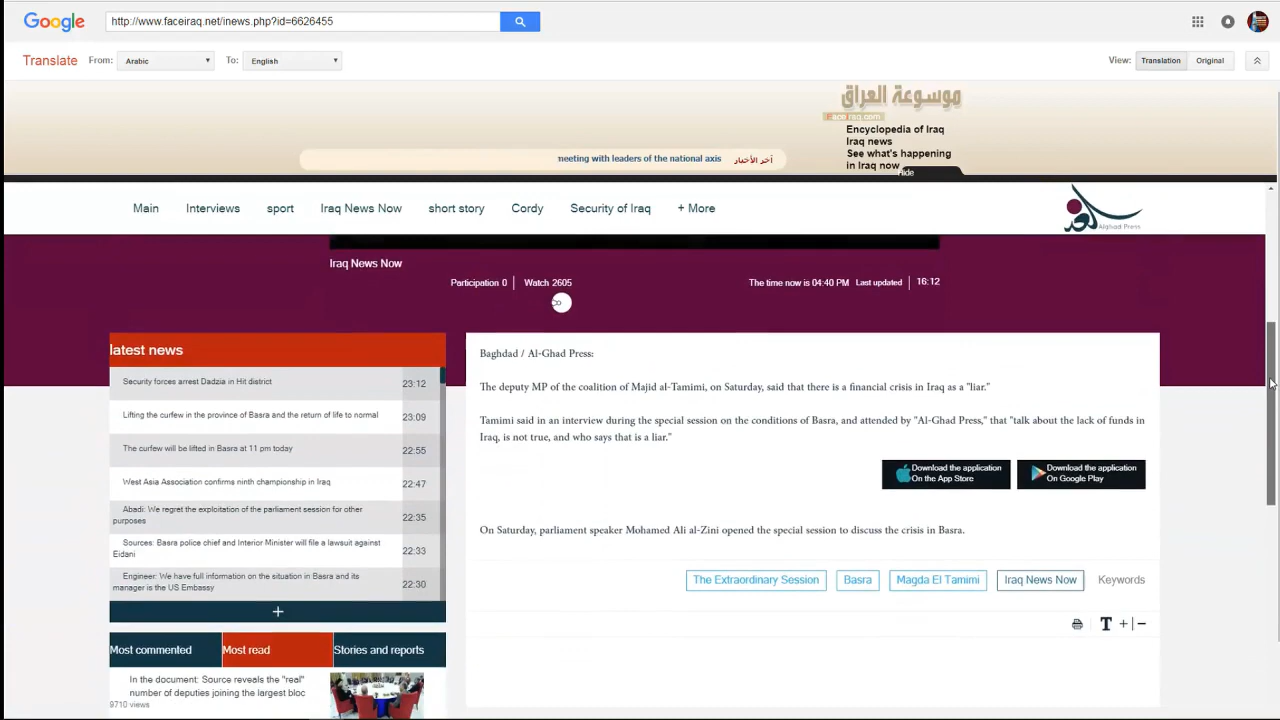 Google
http://www.faceiraq.net/inews.php?id=6626455
Translate From: Arabic To: English View: Translation Original
موسوعة العراق
Faceiraq.com
Encyclopedia of Iraq
Iraq news
See what's happening
in Iraq now
meeting with leaders of the national axis آخر الأخبار
Hide
Main Interviews sport Iraq News Now short story Cordy Security of Iraq + More
الغد
Alghad Press
Iraq News Now
Participation 0 Watch 2605 The time now is 04:40 PM Last updated 16:12
latest news
Security forces arrest Dadzia in Hit district 23:12
Lifting the curfew in the province of Basra and the return of life to normal 23:09
The curfew will be lifted in Basra at 11 pm today 22:55
West Asia Association confirms ninth championship in Iraq 22:47
Abadi: We regret the exploitation of the parliament session for other
purposes 22:35
Sources: Basra police chief and Interior Minister will file a lawsuit against
Eidani 22:33
Engineer: We have full information on the situation in Basra and its
manager is the US Embassy 22:30
+
Most commented Most read Stories and reports
In the document: Source reveals the "real"
number of deputies joining the largest bloc
9710 views
Baghdad / Al-Ghad Press:
The deputy MP of the coalition of Majid al-Tamimi, on Saturday, said that there is a financial crisis in Iraq as a "liar."
Tamimi said in an interview during the special session on the conditions of Basra, and attended by "Al-Ghad Press," that "talk about the lack of funds in
Iraq, is not true, and who says that is a liar."
Download the application
On the App Store
Download the application
On Google Play
On Saturday, parliament speaker Mohamed Ali al-Zini opened the special session to discuss the crisis in Basra.
The Extraordinary Session Basra Magda El Tamimi Iraq News Now Keywords
T + | −